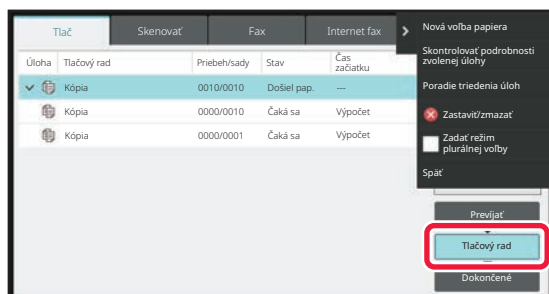 Tlač
Skenovať
Fax
Internet fax
Úloha
Tlačový rad
Priebeh/sady
Stav
Čas
začiatku
Kópia
0010/0010
Došiel pap.
---
Kópia
0000/0010
Čaká sa
Výpočet
Kópia
0000/0001
Čaká sa
Výpočet
Nová voľba papiera
Skontrolovať podrobnosti
zvolenej úlohy
Poradie triedenia úloh
Zastaviť/zmazať
Zadať režim
plurálnej voľby
Späť
Prevíjať
Tlačový rad
Dokončené